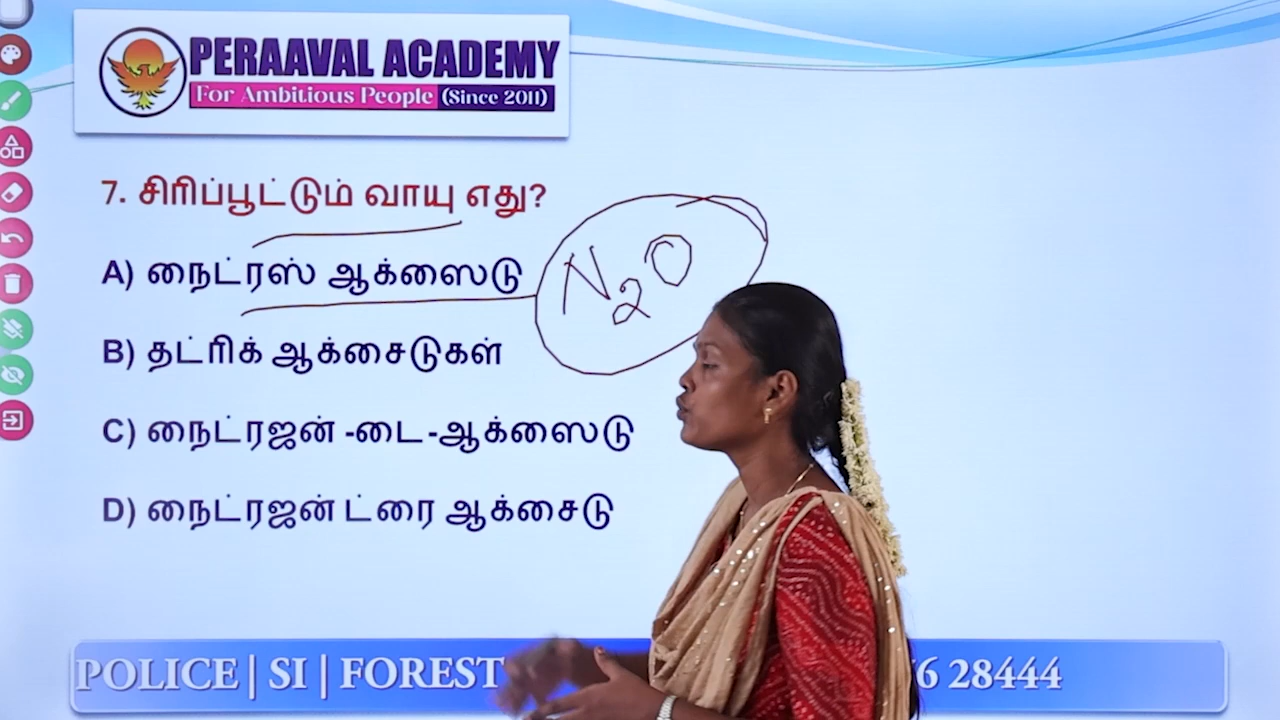 PERAAVAL ACADEMY
For Ambitious People (Since 2011)
7. சிரிப்பூட்டும் வாயு எது?
A) நைட்ரஸ் ஆக்ஸைடு
N2O
B) தட்ரிக் ஆக்சைடுகள்
C) நைட்ரஜன் -டை -ஆக்ஸைடு
D) நைட்ரஜன் ட்ரை ஆக்சைடு
POLICE | SI | FOREST 6 28444